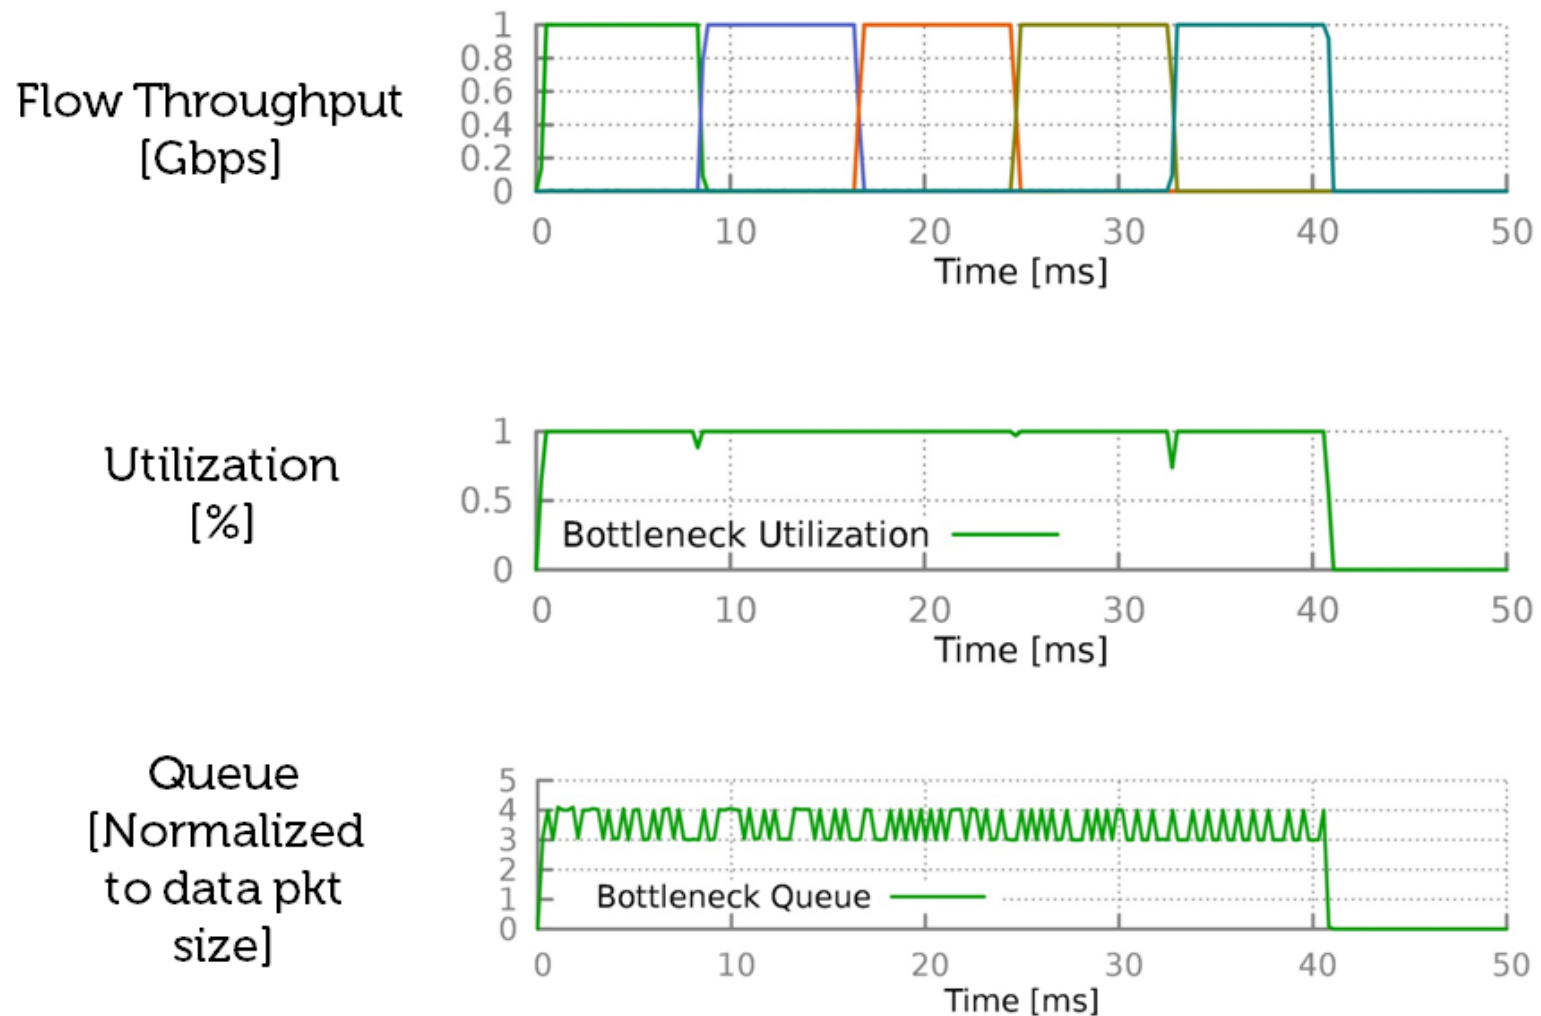 Flow Throughput
[Gbps]
1
0.8
0.6
0.4
0.2
0
0 10 20 30 40 50
Time [ms]
Utilization
[%]
1
0.5
0
Bottleneck Utilization
0 10 20 30 40 50
Time [ms]
Queue
[Normalized
to data pkt
size]
5
4
3
2
1
0
Bottleneck Queue
0 10 20 30 40 50
Time [ms]